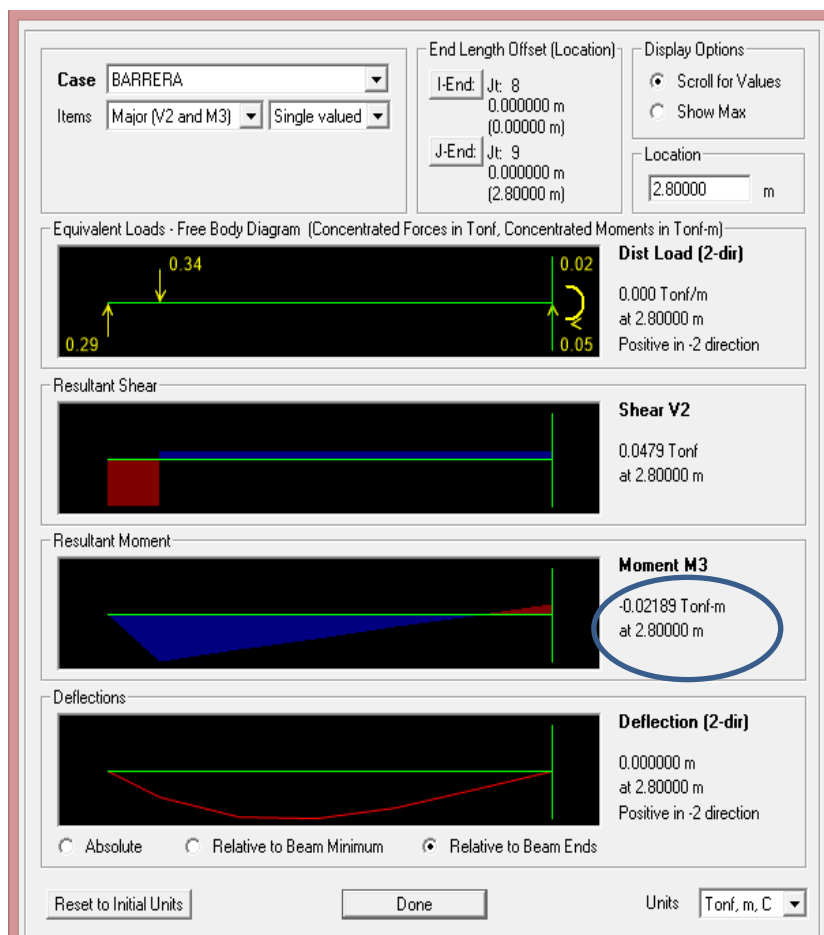 End Length Offset (Location)
Display Options
Case BARRERA
I-End: Jt: 8
Scroll for Values
0.000000 m
Items Major (V2 and M3) Single valued
(0.00000 m)
Show Max
J-End: Jt: 9
0.000000 m
(2.80000 m)
Location
2.80000 m
Equivalent Loads - Free Body Diagram (Concentrated Forces in Tonf, Concentrated Moments in Tonf-m)
0.34
0.02
0.29
0.05
Dist Load (2-dir)
0.000 Tonf/m
at 2.80000 m
Positive in -2 direction
Resultant Shear
Shear V2
0.0479 Tonf
at 2.80000 m
Resultant Moment
Moment M3
-0.02189 Tonf-m
at 2.80000 m
Deflections
Deflection (2-dir)
0.000000 m
at 2.80000 m
Positive in -2 direction
Absolute Relative to Beam Minimum Relative to Beam Ends
Reset to Initial Units Done Units Tonf, m, C